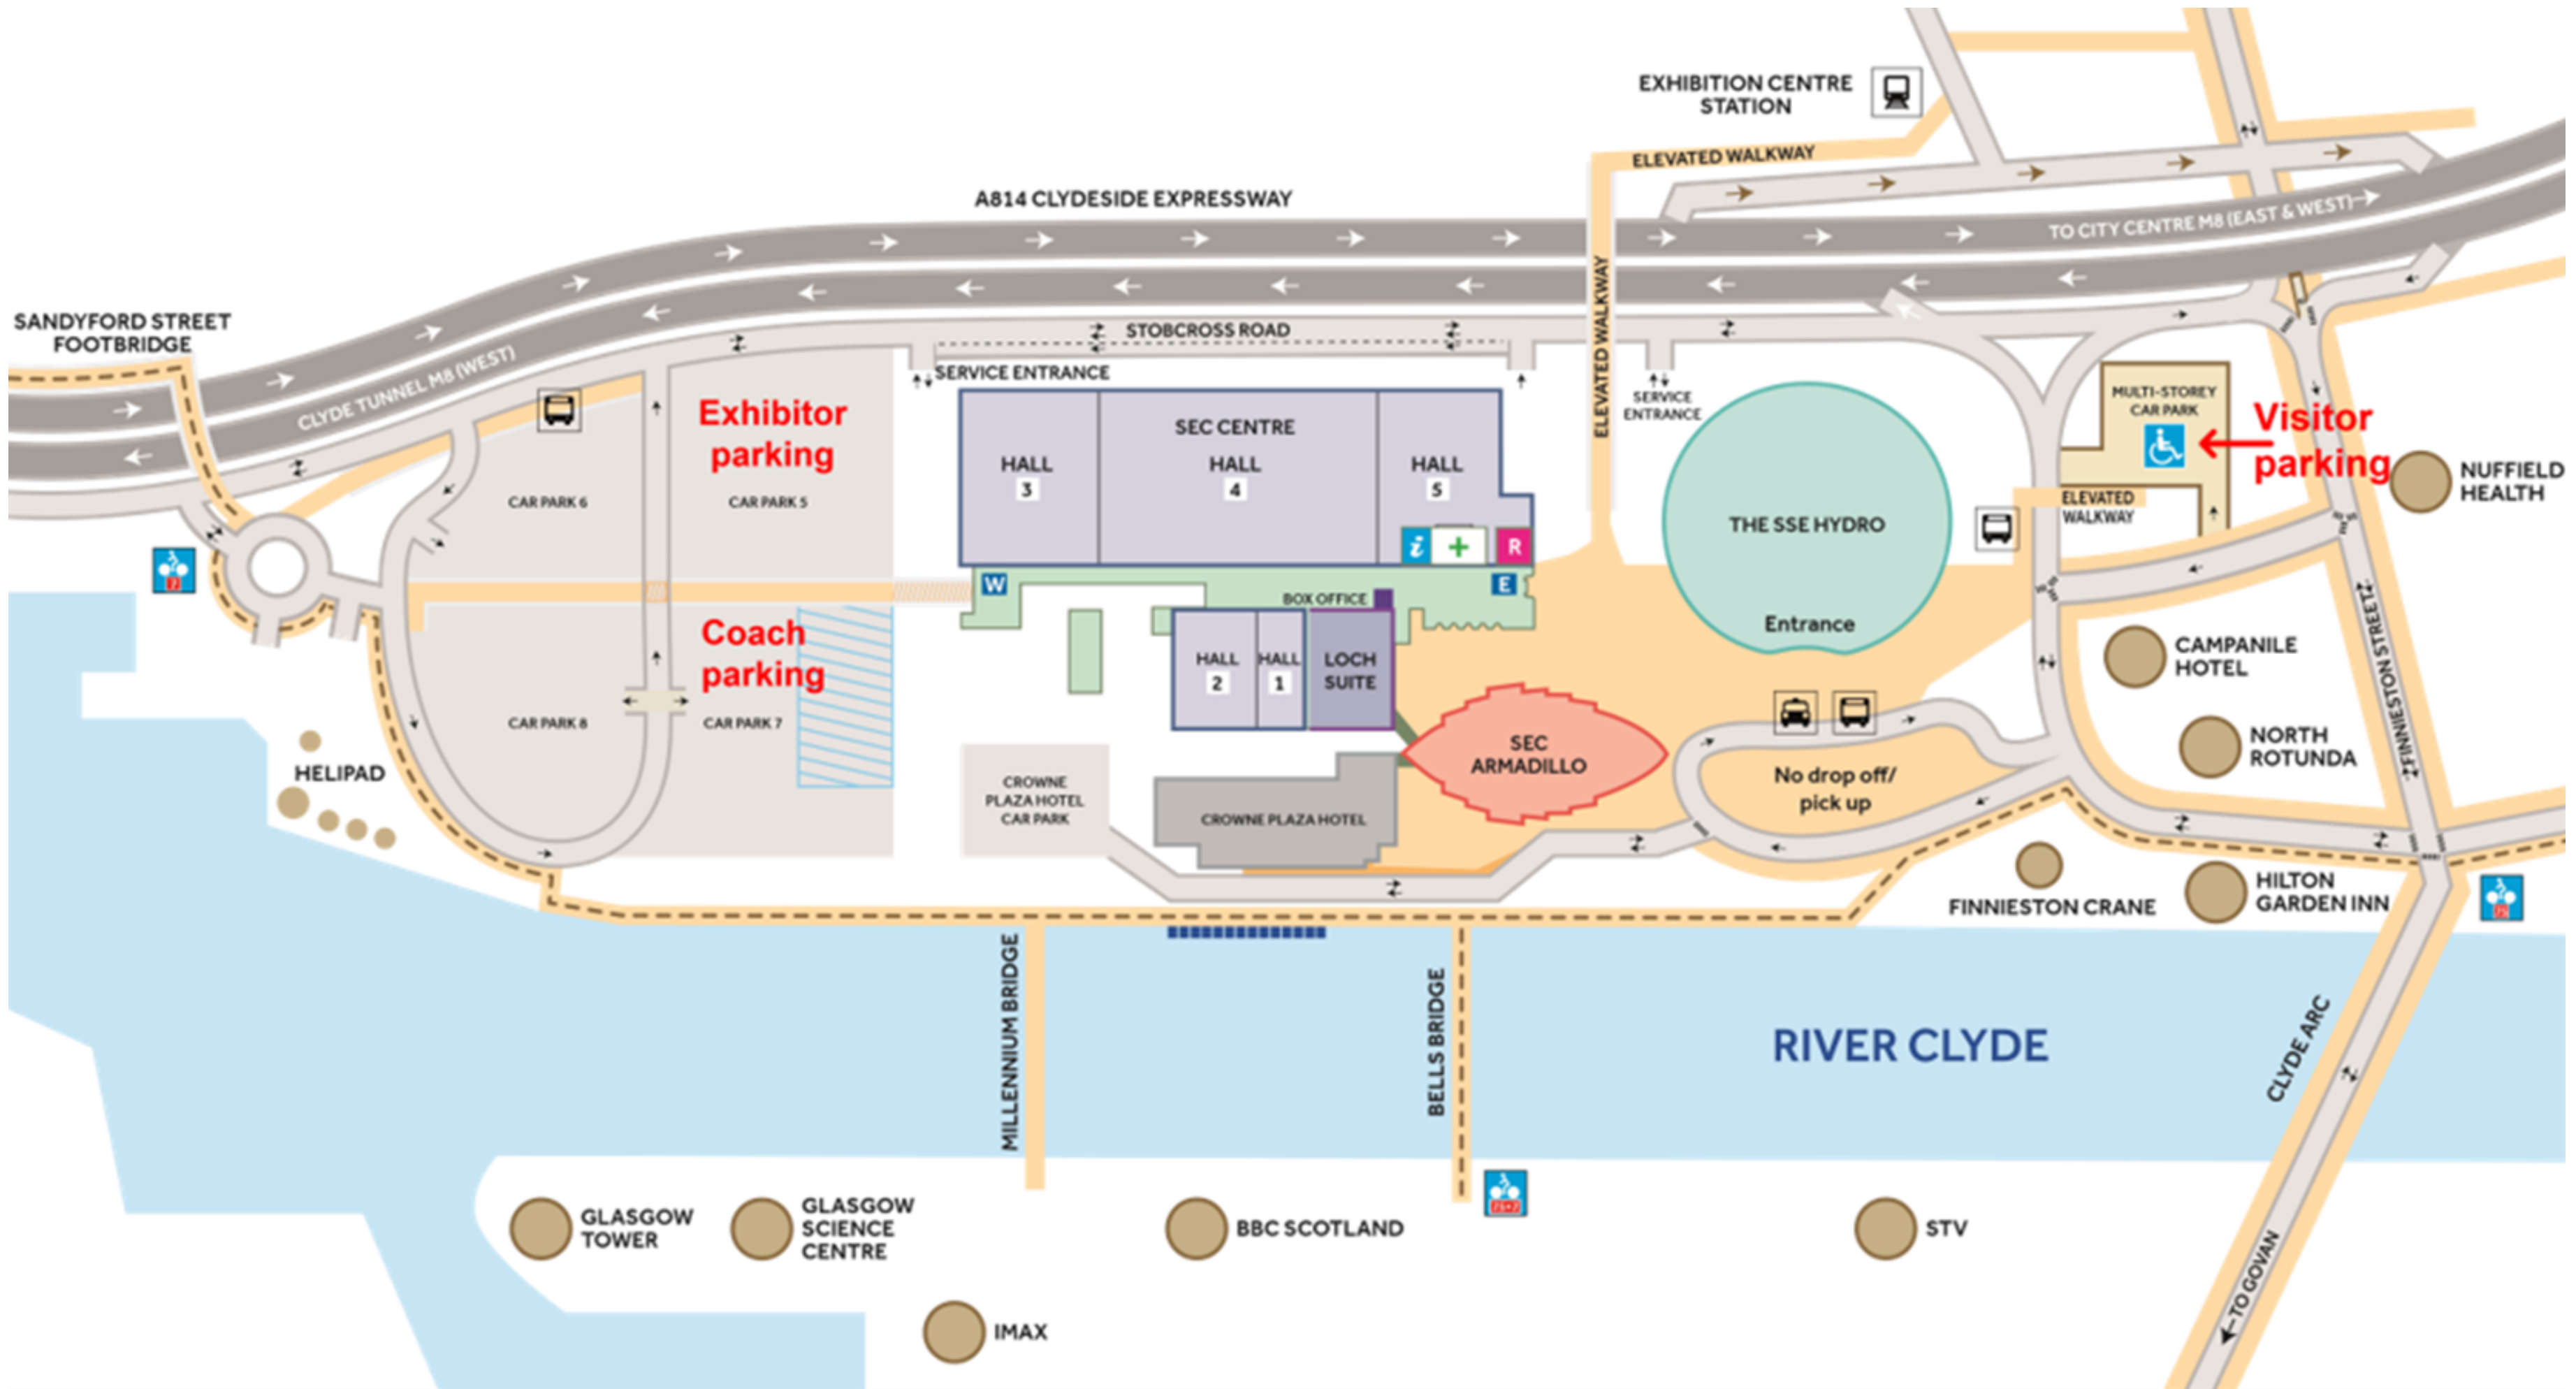 EXHIBITION CENTRE
STATION
ELEVATED WALKWAY
A814 CLYDESIDE EXPRESSWAY
TO CITY CENTRE M8 (EAST & WEST)
ELEVATED WALKWAY
SANDYFORD STREET
FOOTBRIDGE
CLYDE TUNNEL M8 (WEST)
STOBCROSS ROAD
SERVICE ENTRANCE
SERVICE
ENTRANCE
Exhibitor
parking
CAR PARK 6
CAR PARK 5
SEC CENTRE
HALL
3
HALL
4
HALL
5
i
R
W
E
BOX OFFICE
THE SSE HYDRO
Entrance
MULTI-STOREY
CAR PARK
Visitor
parking
ELEVATED
WALKWAY
NUFFIELD
HEALTH
7
Coach
parking
CAR PARK 8
CAR PARK 7
HALL
2
HALL
1
LOCH
SUITE
CAMPANILE
HOTEL
FINNIESTON STREET
FINNIESTON
NORTH
ROTUNDA
HELIPAD
SEC
ARMADILLO
No drop off/
pick up
CROWNE
PLAZA HOTEL
CAR PARK
CROWNE PLAZA HOTEL
FINNIESTON CRANE
HILTON
GARDEN INN
75
MILLENNIUM BRIDGE
BELLS BRIDGE
RIVER CLYDE
CLYDE ARC
TO GOVAN
GLASGOW
TOWER
GLASGOW
SCIENCE
CENTRE
BBC SCOTLAND
STV
IMAX